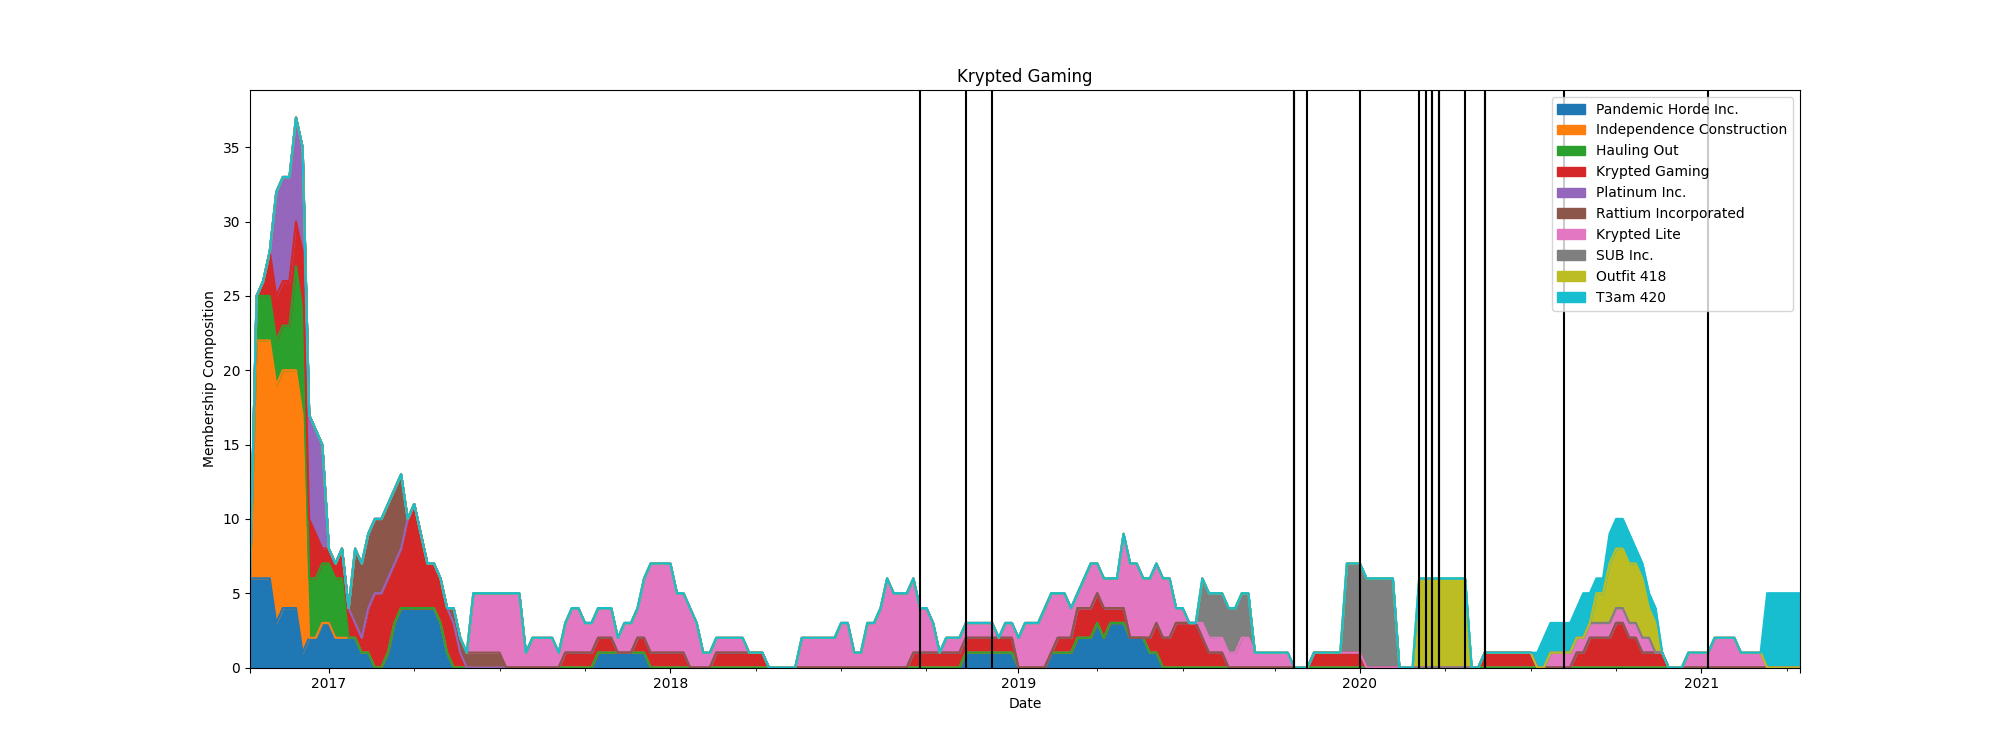 Krypted Gaming
Membership Composition
35
30
25
20
15
10
5
0
2017
2018
2019
2020
2021
Date
Pandemic Horde Inc.
Independence Construction
Hauling Out
Krypted Gaming
Platinum Inc.
Rattium Incorporated
Krypted Lite
SUB Inc.
Outfit 418
T3am 420